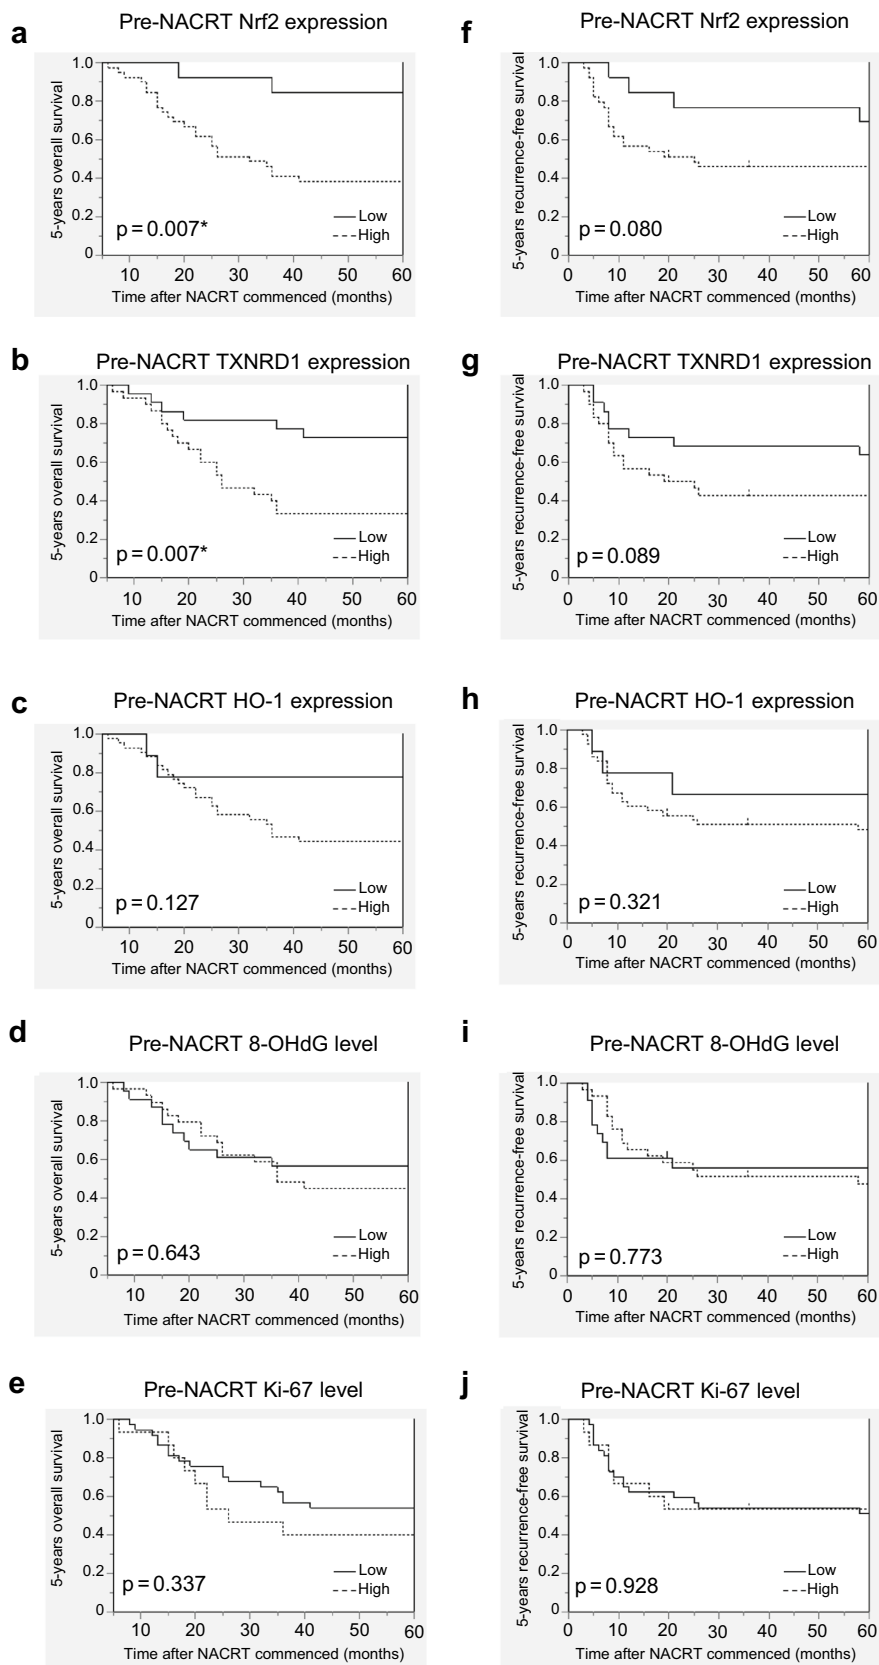 a
Pre-NACRT Nrf2 expression
5-years overall survival
1.0
0.8
0.6
0.4
0.2
0
p = 0.007*
Low
High
10 20 30 40 50 60
Time after NACRT commenced (months)
f
Pre-NACRT Nrf2 expression
5-years recurrence-free survival
1.0
0.8
0.6
0.4
0.2
0
p = 0.080
Low
High
0 10 20 30 40 50 60
Time after NACRT commenced (months)
b
Pre-NACRT TXNRD1 expression
5-years overall survival
1.0
0.8
0.6
0.4
0.2
0
p = 0.007*
Low
High
10 20 30 40 50 60
Time after NACRT commenced (months)
g
Pre-NACRT TXNRD1 expression
5-years recurrence-free survival
1.0
0.8
0.6
0.4
0.2
0
p = 0.089
Low
High
0 10 20 30 40 50 60
Time after NACRT commenced (months)
c
Pre-NACRT HO-1 expression
5-years overall survival
1.0
0.8
0.6
0.4
0.2
0
p = 0.127
Low
High
10 20 30 40 50 60
Time after NACRT commenced (months)
h
Pre-NACRT HO-1 expression
5-years recurrence-free survival
1.0
0.8
0.6
0.4
0.2
0
p = 0.321
Low
High
0 10 20 30 40 50 60
Time after NACRT commenced (months)
d
Pre-NACRT 8-OHdG level
5-years overall survival
1.0
0.8
0.6
0.4
0.2
0
p = 0.643
Low
High
10 20 30 40 50 60
Time after NACRT commenced (months)
i
Pre-NACRT 8-OHdG level
5-years recurrence-free survival
1.0
0.8
0.6
0.4
0.2
0
p = 0.773
Low
High
0 10 20 30 40 50 60
Time after NACRT commenced (months)
e
Pre-NACRT Ki-67 level
5-years overall survival
1.0
0.8
0.6
0.4
0.2
0
p = 0.337
Low
High
10 20 30 40 50 60
Time after NACRT commenced (months)
j
Pre-NACRT Ki-67 level
5-years recurrence-free survival
1.0
0.8
0.6
0.4
0.2
0
p = 0.928
Low
High
0 10 20 30 40 50 60
Time after NACRT commenced (months)